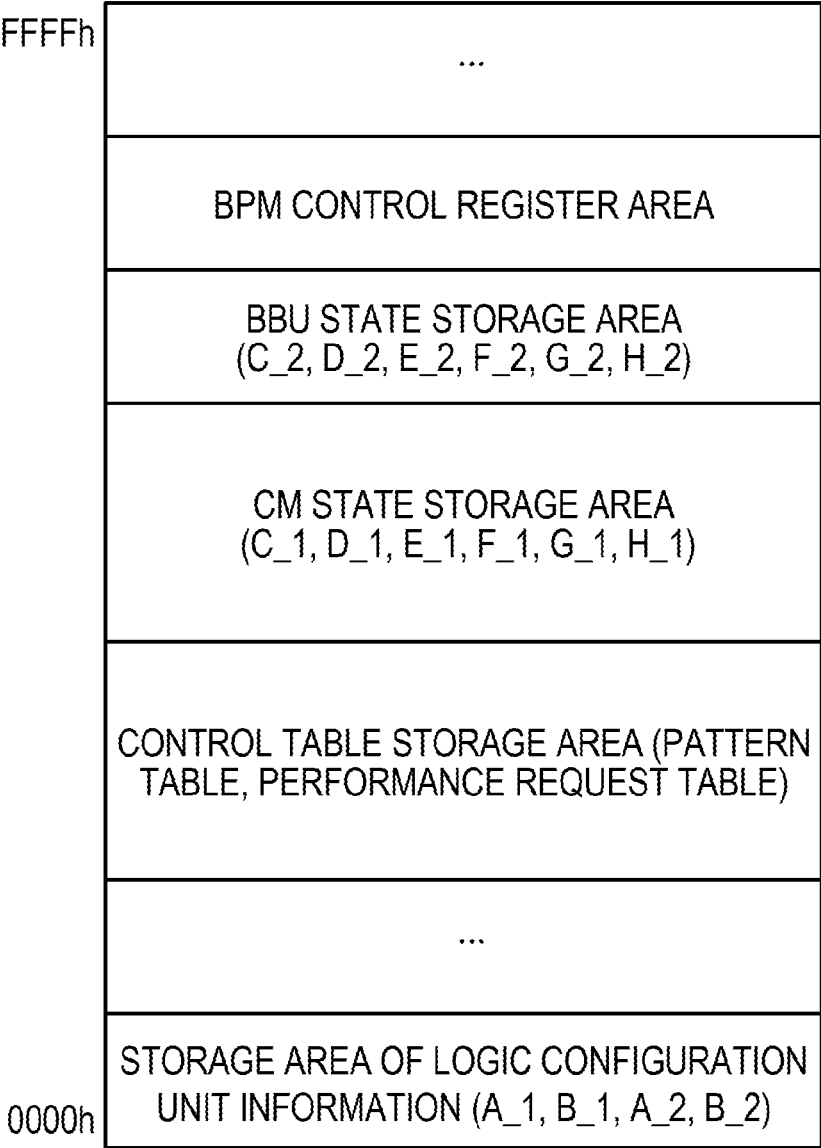 FFFFh
...
BPM CONTROL REGISTER AREA
BBU STATE STORAGE AREA
(C_2, D_2, E_2, F_2, G_2, H_2)
CM STATE STORAGE AREA
(C_1, D_1, E_1, F_1, G_1, H_1)
CONTROL TABLE STORAGE AREA (PATTERN
TABLE, PERFORMANCE REQUEST TABLE)
...
STORAGE AREA OF LOGIC CONFIGURATION
UNIT INFORMATION (A_1, B_1, A_2, B_2)
0000h